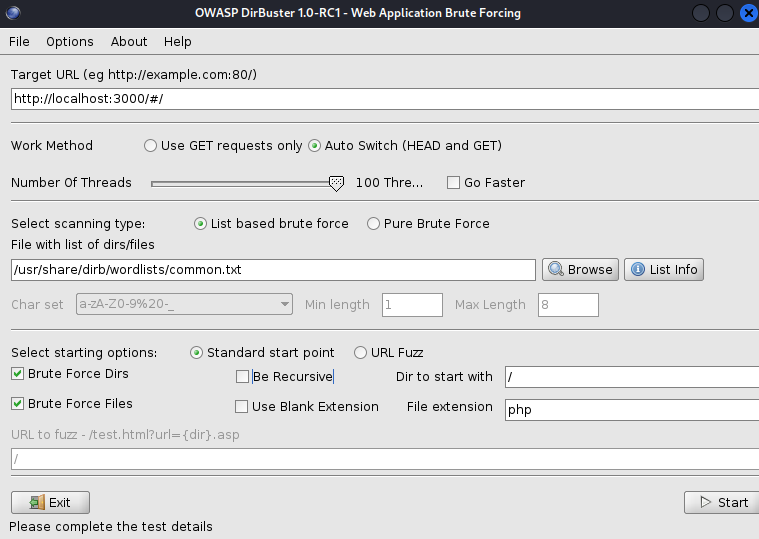 OWASP DirBuster 1.0-RC1 - Web Application Brute Forcing
File Options About Help
Target URL (eg http://example.com:80/)
http://localhost:3000/#/
Work Method Use GET requests only Auto Switch (HEAD and GET)
Number Of Threads 100 Thre... Go Faster
Select scanning type: List based brute force Pure Brute Force
File with list of dirs/files
/usr/share/dirb/wordlists/common.txt Browse List Info
Char set a-zA-Z0-9%20-_ Min length 1 Max Length 8
Select starting options: Standard start point URL Fuzz
Brute Force Dirs Be Recursive Dir to start with /
Brute Force Files Use Blank Extension File extension php
URL to fuzz - /test.html?url={dir}.asp
/
Exit Start
Please complete the test details